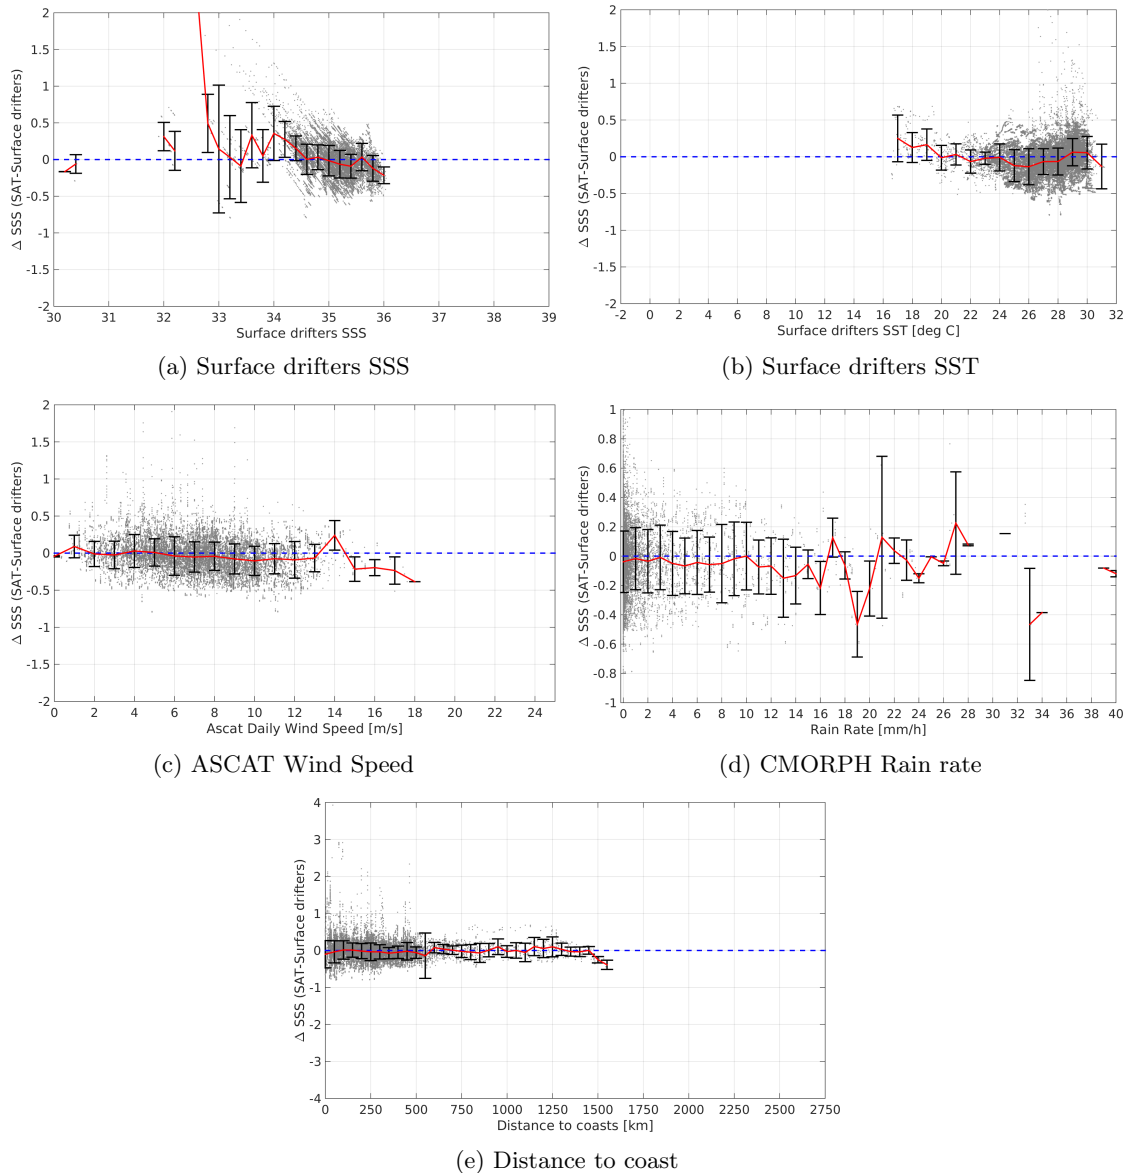 2
1.5
1
0.5
0
-0.5
-1
-1.5
-2
Δ SSS (SAT-Surface drifters)
30 31 32 33 34 35 36 37 38 39
Surface drifters SSS
(a) Surface drifters SSS
2
1.5
1
0.5
0
-0.5
-1
-1.5
-2
Δ SSS (SAT-Surface drifters)
-2 0 2 4 6 8 10 12 14 16 18 20 22 24 26 28 30 32
Surface drifters SST [deg C]
(b) Surface drifters SST
2
1.5
1
0.5
0
-0.5
-1
-1.5
-2
Δ SSS (SAT-Surface drifters)
0 2 4 6 8 10 12 14 16 18 20 22 24
Ascat Daily Wind Speed [m/s]
(c) ASCAT Wind Speed
1
0.8
0.6
0.4
0.2
0
-0.2
-0.4
-0.6
-0.8
-1
Δ SSS (SAT-Surface drifters)
0 2 4 6 8 10 12 14 16 18 20 22 24 26 28 30 32 34 36 38 40
Rain Rate [mm/h]
(d) CMORPH Rain rate
4
3
2
1
0
-1
-2
-3
-4
Δ SSS (SAT-Surface drifters)
0 250 500 750 1000 1250 1500 1750 2000 2250 2500 2750
Distance to coasts [km]
(e) Distance to coast